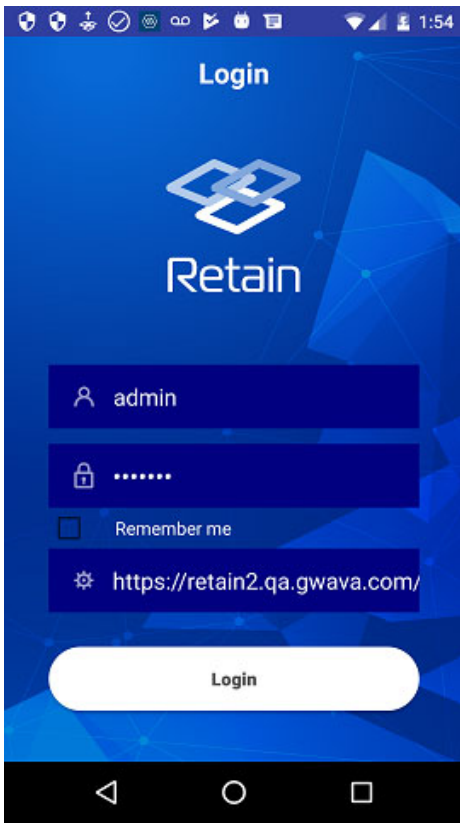 1:54
Login
Retain
admin
•••••••
Remember me
https://retain2.qa.gwava.com/
Login